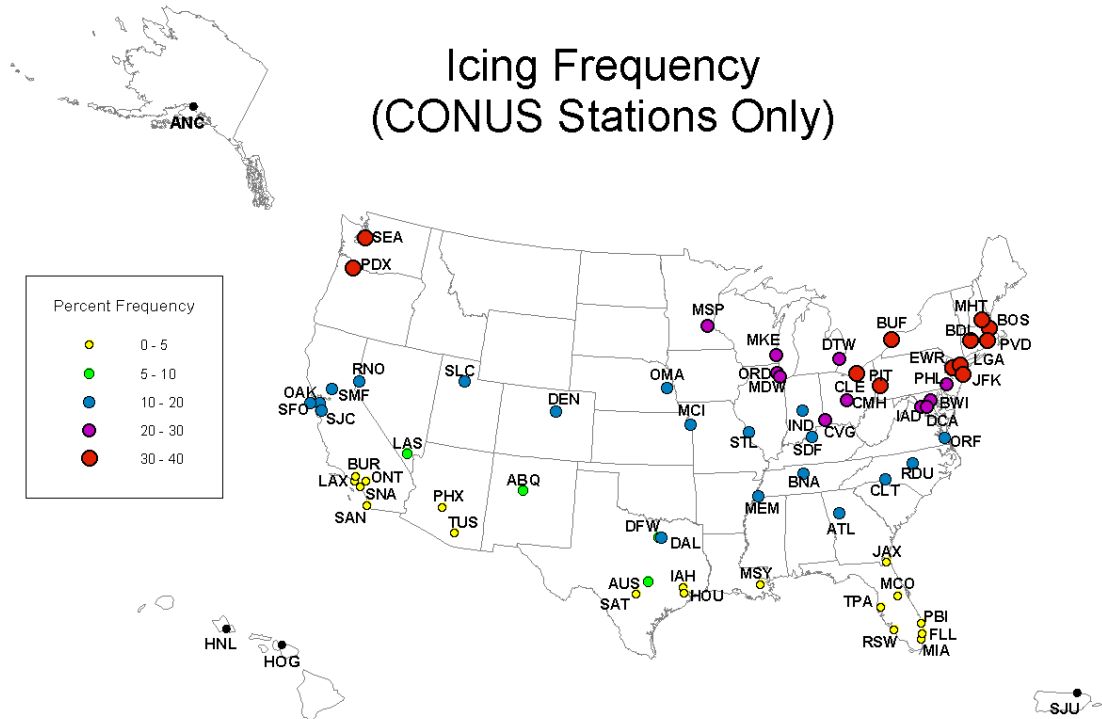 Icing Frequency
(CONUS Stations Only)
ANC
SEA
PDX
Percent Frequency
0 - 5
5 - 10
10 - 20
20 - 30
30 - 40
MSP
MKE
DTW
BUF
MHT
BOS
BDL
PVD
EWR
LGA
JFK
PHL
PIT
CLE
CMH
BWI
IAD
DCA
ORD
MDW
RNO
SLC
OMA
OAK
SMF
SFO
SJC
DEN
MCI
STL
IND
SDF
CVG
ORF
LAS
BUR
LAX
ONT
SNA
SAN
PHX
TUS
ABQ
BNA
MEM
RDU
CLT
ATL
DFW
DAL
AUS
SAT
IAH
HOU
MSY
JAX
MCO
TPA
PBI
RSW
FLL
MIA
HNL
HOG
SJU